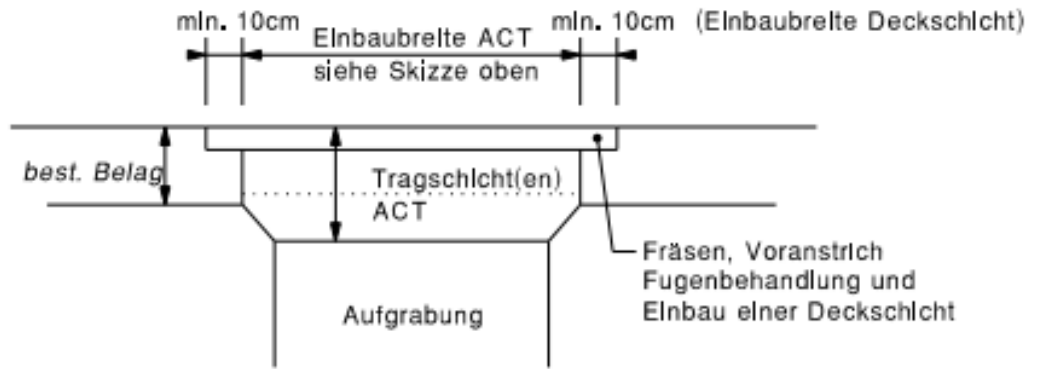 min. 10cm
min. 10cm (Einbaubreite Deckschicht)
Einbaubreite ACT
siehe Skizze oben
best. Belag
Tragschicht(en)
ACT
Fräsen, Voranstrich
Fugenbehandlung und
Einbau einer Deckschicht
Aufgrabung